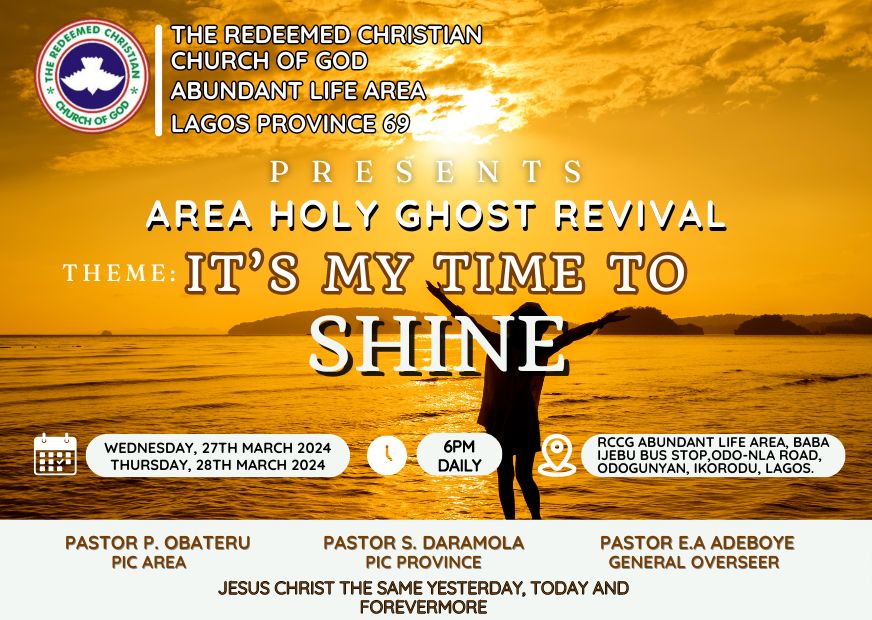 THE REDEEMED CHRISTIAN
CHURCH OF GOD
THE REDEEMED CHRISTIAN
CHURCH OF GOD
ABUNDANT LIFE AREA
LAGOS PROVINCE 69
PRESENTS
AREA HOLY GHOST REVIVAL
THEME: IT'S MY TIME TO
SHINE
WEDNESDAY, 27TH MARCH 2024
THURSDAY, 28TH MARCH 2024
6PM
DAILY
RCCG ABUNDANT LIFE AREA, BABA
IJEBU BUS STOP,ODO-NLA ROAD,
ODOGUNYAN, IKORODU, LAGOS.
PASTOR P. OBATERU
PIC AREA
PASTOR S. DARAMOLA
PIC PROVINCE
PASTOR E.A ADEBOYE
GENERAL OVERSEER
JESUS CHRIST THE SAME YESTERDAY, TODAY AND
FOREVERMORE